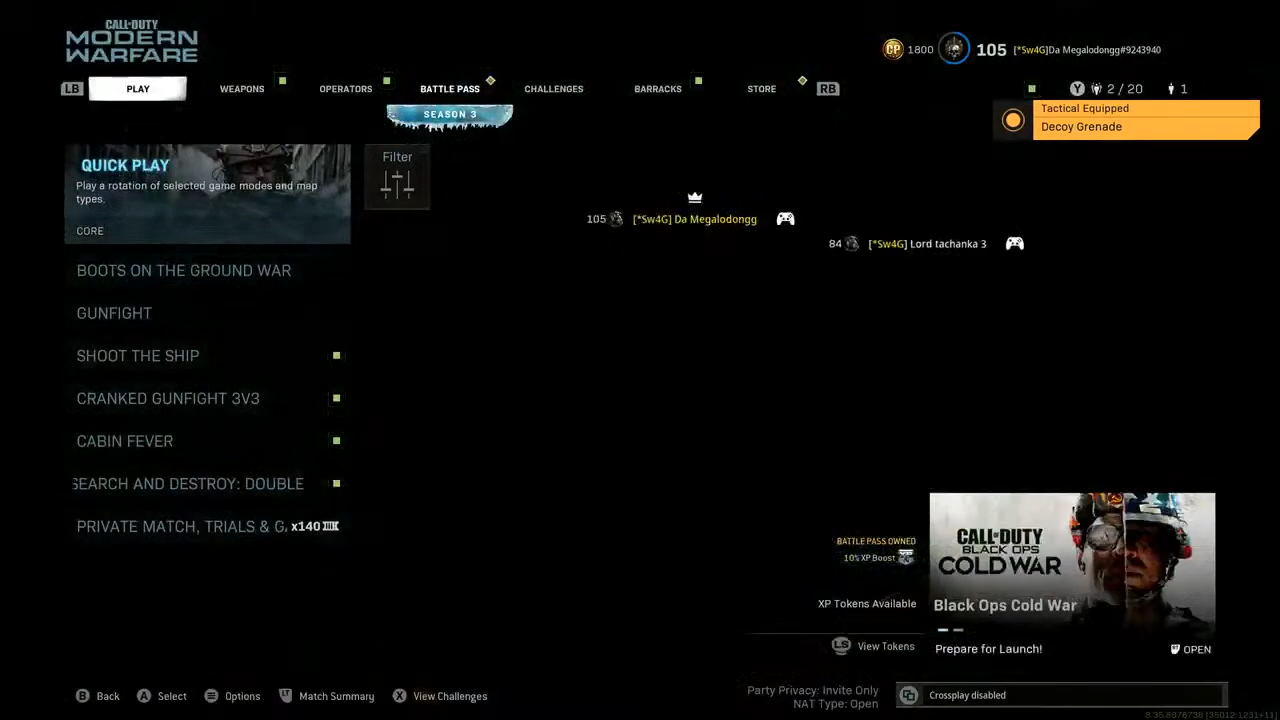 CALL OF DUTY
MODERN
WARFARE
CP 1800
105
[*Sw4G]Da Megalodongg#9243940
LB
PLAY
WEAPONS
OPERATORS
BATTLE PASS
CHALLENGES
BARRACKS
STORE
RB
Y 2 / 20
1
SEASON 3
Tactical Equipped
Decoy Grenade
QUICK PLAY
Play a rotation of selected game modes and map
types.
CORE
Filter
105 [*Sw4G] Da Megalodongg
84 [*Sw4G] Lord tachanka 3
BOOTS ON THE GROUND WAR
GUNFIGHT
SHOOT THE SHIP
CRANKED GUNFIGHT 3V3
CABIN FEVER
SEARCH AND DESTROY: DOUBLE
PRIVATE MATCH, TRIALS & G. x140
BATTLE PASS OWNED
10% XP Boost
XP Tokens Available
LS View Tokens
CALL OF DUTY
BLACK OPS
COLD WAR
Black Ops Cold War
Prepare for Launch!
RT OPEN
B Back
A Select
Options
LT Match Summary
X View Challenges
Party Privacy: Invite Only
NAT Type: Open
Crossplay disabled